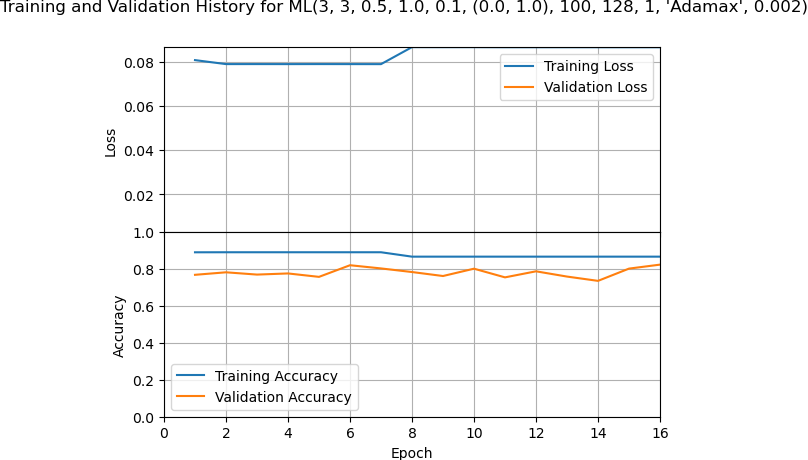 Training and Validation History for ML(3, 3, 0.5, 1.0, 0.1, (0.0, 1.0), 100, 128, 1, 'Adamax', 0.002)
0.08
0.06
0.04
0.02
Loss
Training Loss
Validation Loss
1.0
0.8
0.6
0.4
0.2
0.0
Accuracy
Training Accuracy
Validation Accuracy
0 2 4 6 8 10 12 14 16
Epoch